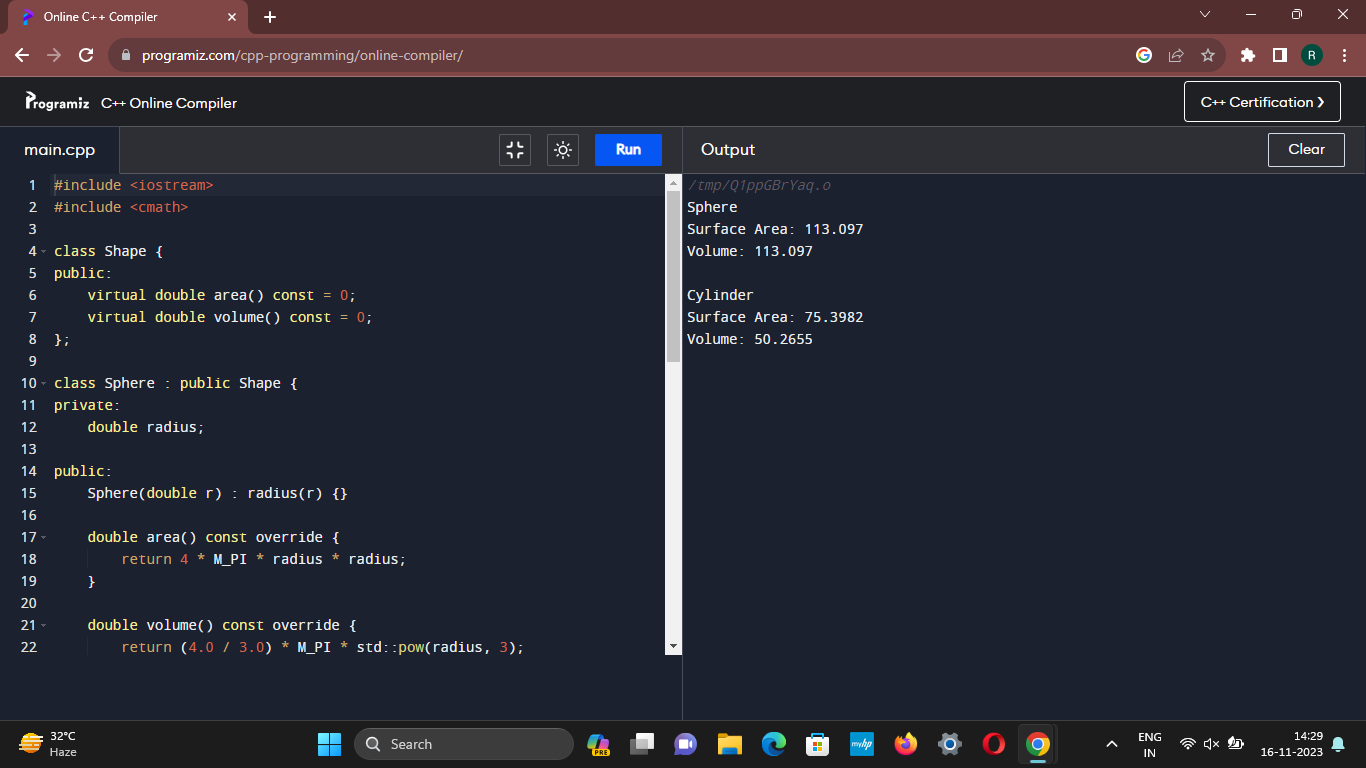 Online C++ Compiler
programiz.com/cpp-programming/online-compiler/
R
Programiz C++ Online Compiler
C++ Certification ❯
main.cpp
Run
1 #include <iostream>
2 #include <cmath>
3
4 class Shape {
5 public:
6     virtual double area() const = 0;
7     virtual double volume() const = 0;
8 };
9
10 class Sphere : public Shape {
11 private:
12     double radius;
13
14 public:
15     Sphere(double r) : radius(r) {}
16
17     double area() const override {
18         return 4 * M_PI * radius * radius;
19     }
20
21     double volume() const override {
22         return (4.0 / 3.0) * M_PI * std::pow(radius, 3);
Output
Clear
/tmp/Q1ppGBrYaq.o
Sphere
Surface Area: 113.097
Volume: 113.097
Cylinder
Surface Area: 75.3982
Volume: 50.2655
32°C
Haze
Search
PRE
myhp
ENG
IN
14:29
16-11-2023